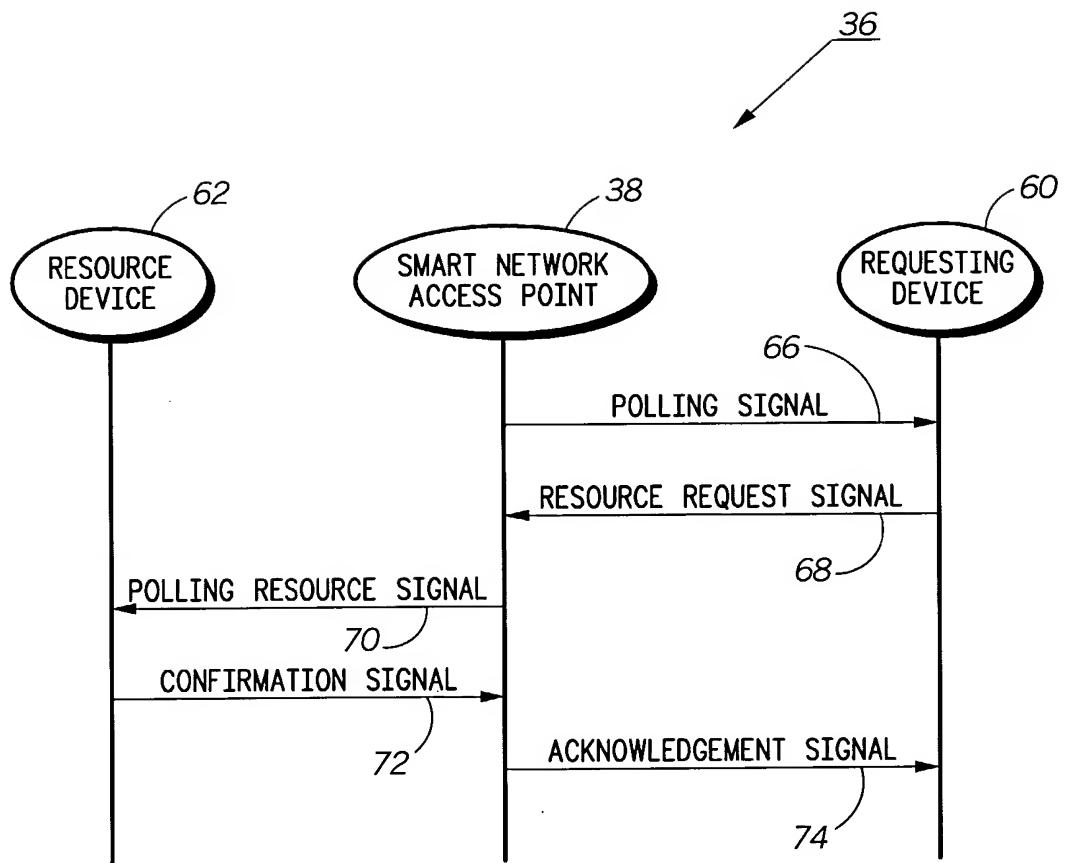 36
62
38
60
RESOURCE
DEVICE
SMART NETWORK
ACCESS POINT
REQUESTING
DEVICE
66
POLLING SIGNAL
RESOURCE REQUEST SIGNAL
68
POLLING RESOURCE SIGNAL
70
CONFIRMATION SIGNAL
72
ACKNOWLEDGEMENT SIGNAL
74